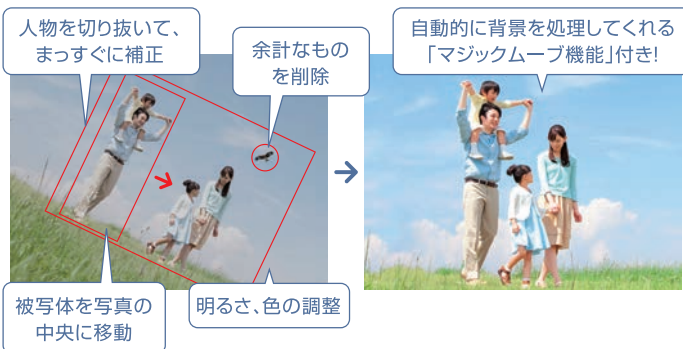 人物を切り抜いて、
まっすぐに補正
余計なもの
を削除
自動的に背景を処理してくれる
「マジックムーブ機能」付き!
被写体を写真の
中央に移動
明るさ、色の調整